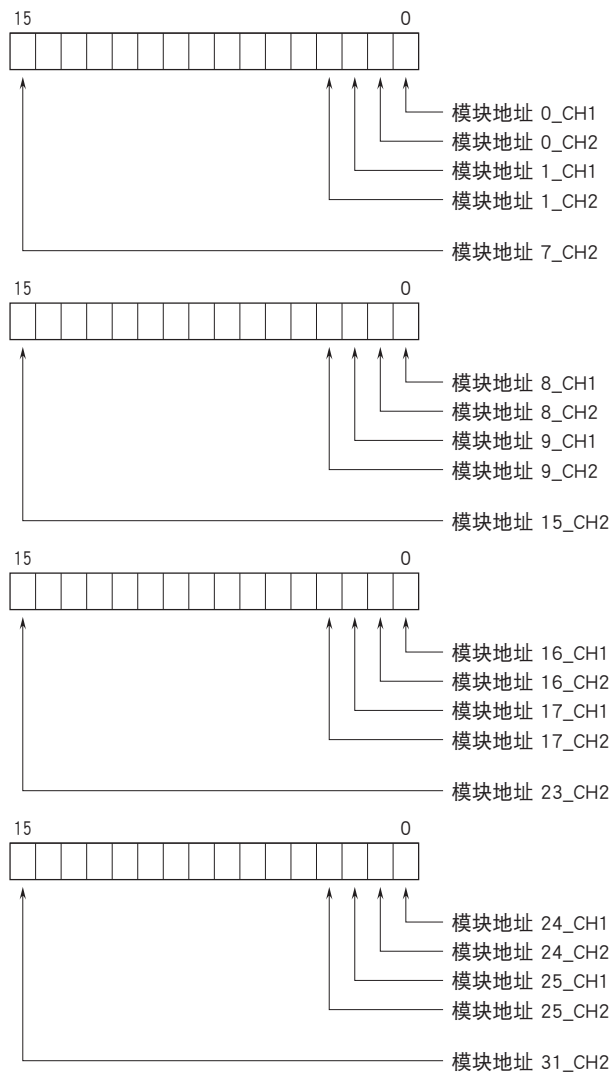 15 0
模块地址 0_CH1
模块地址 0_CH2
模块地址 1_CH1
模块地址 1_CH2
模块地址 7_CH2
15 0
模块地址 8_CH1
模块地址 8_CH2
模块地址 9_CH1
模块地址 9_CH2
模块地址 15_CH2
15 0
模块地址 16_CH1
模块地址 16_CH2
模块地址 17_CH1
模块地址 17_CH2
模块地址 23_CH2
15 0
模块地址 24_CH1
模块地址 24_CH2
模块地址 25_CH1
模块地址 25_CH2
模块地址 31_CH2